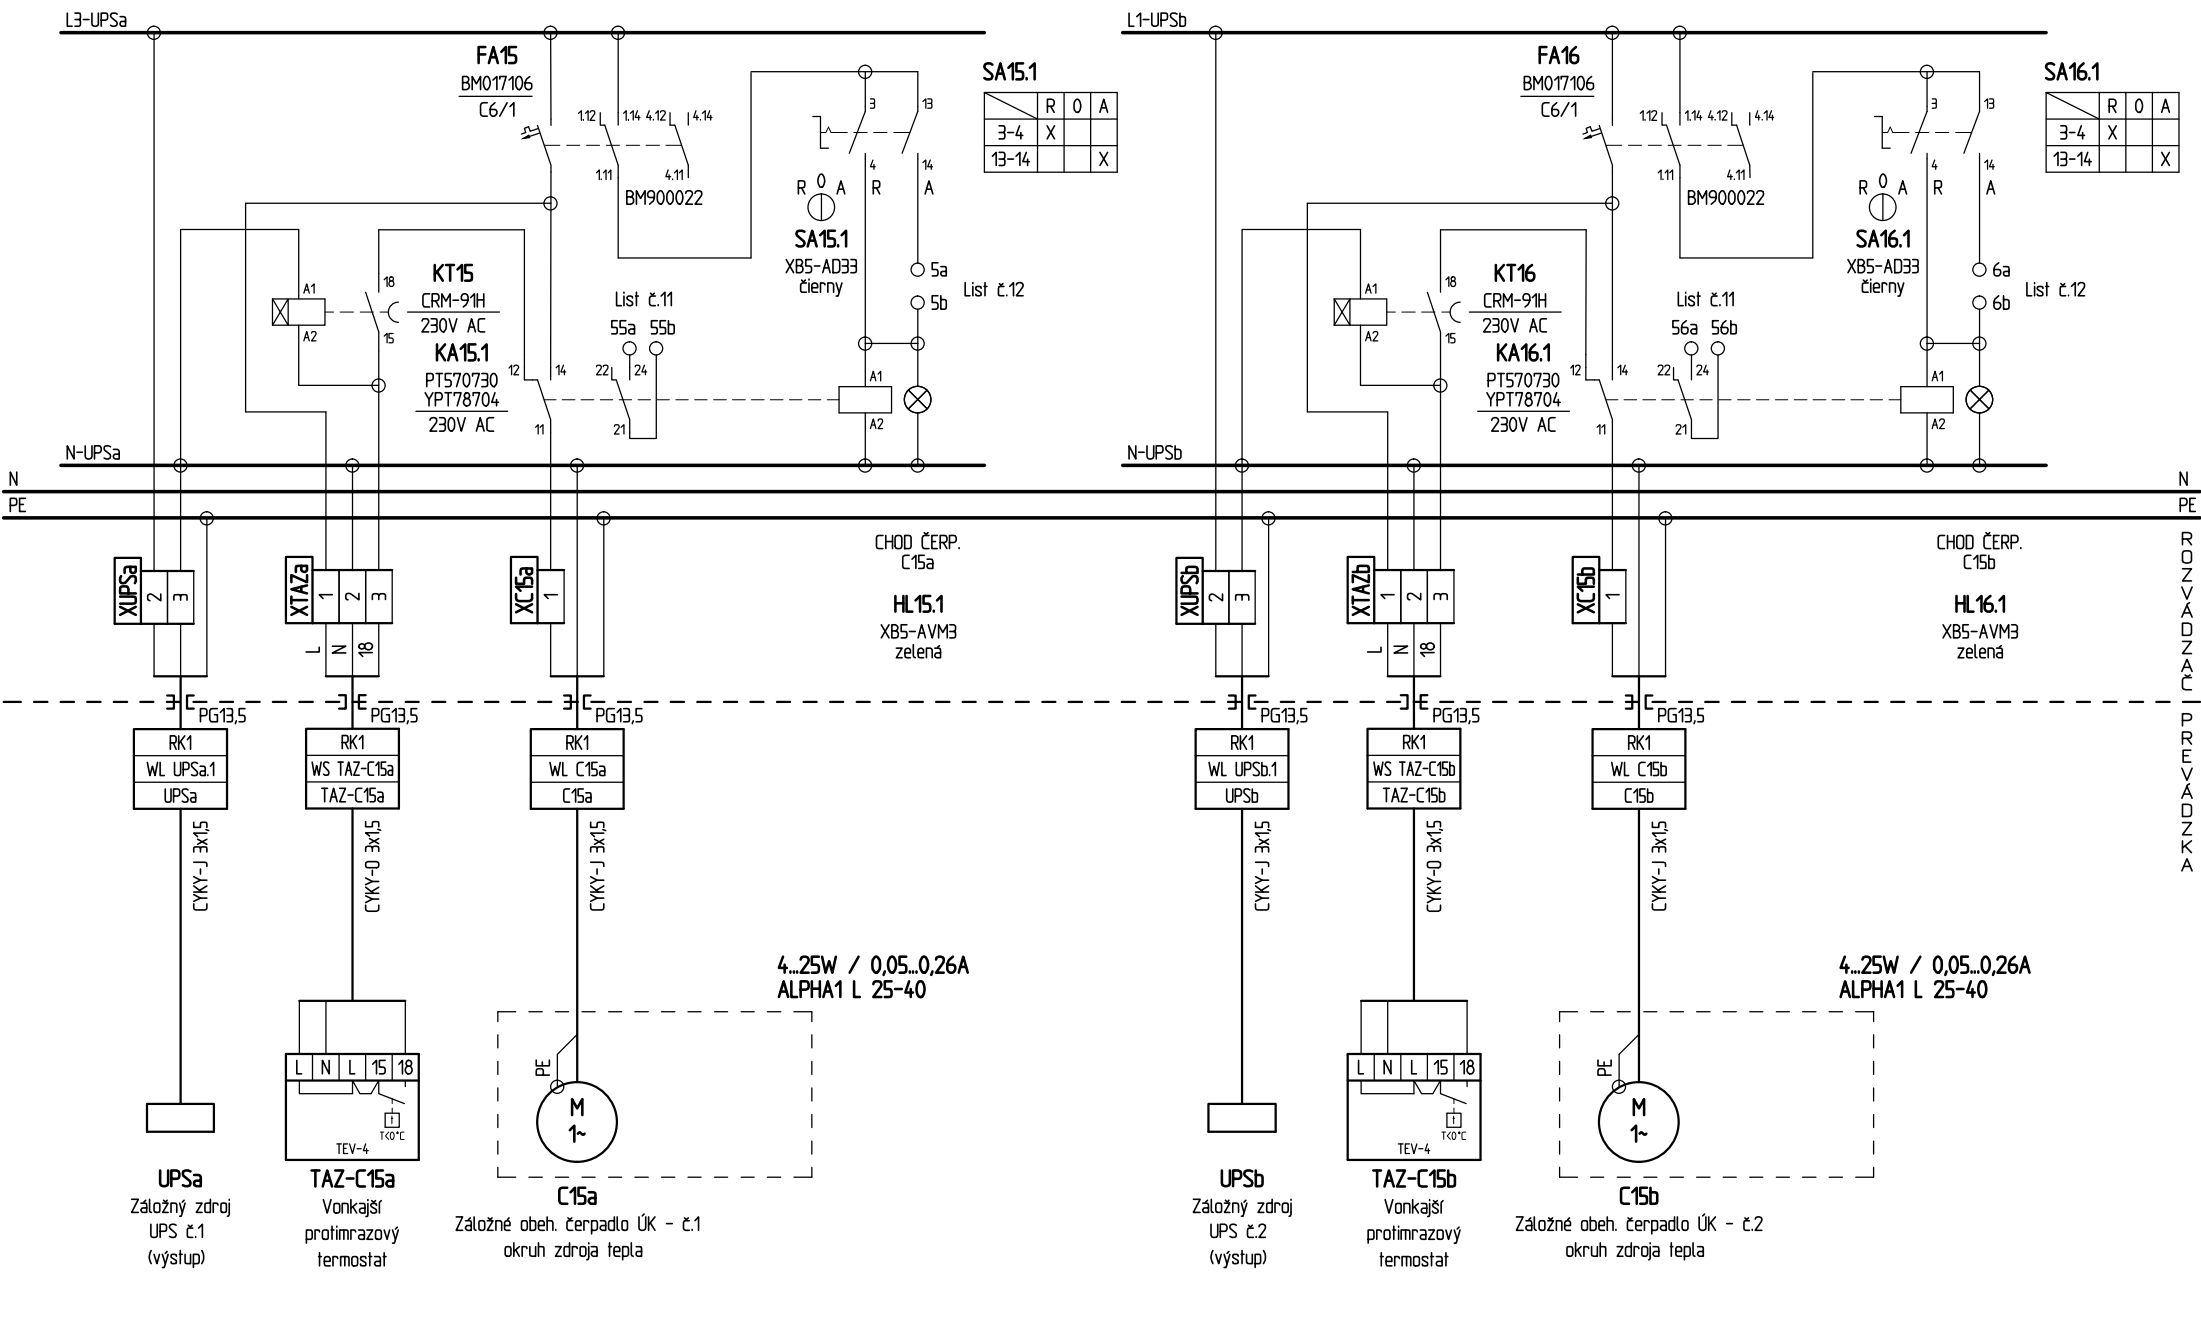 L3-UPSa
FA15
BM017106
C6/1
1.12
1.14
4.12
4.14
1.11
4.11
BM900022
3
13
4
14
R
0
A
R
A
SA15.1
XB5-AD33
čierny
SA15.1
R 0 A
3-4 X
13-14 X
5a
5b
List č.12
KT15
CRM-91H
230V AC
A1
A2
18
15
KA15.1
PT570730
YPT78704
230V AC
12
14
11
List č.11
55a 55b
22
24
21
A1
A2
N-UPSa
L1-UPSb
FA16
BM017106
C6/1
1.12
1.14
4.12
4.14
1.11
4.11
BM900022
3
13
4
14
R
0
A
R
A
SA16.1
XB5-AD33
čierny
SA16.1
R 0 A
3-4 X
13-14 X
6a
6b
List č.12
KT16
CRM-91H
230V AC
A1
A2
18
15
KA16.1
PT570730
YPT78704
230V AC
12
14
11
List č.11
56a 56b
22
24
21
A1
A2
N-UPSb
N
N
PE
PE
XUPSa
2
3
XTAZa
1
2
3
L
N
18
XC15a
1
CHOD ČERP.
C15a
HL15.1
XB5-AVM3
zelená
XUPSb
2
3
XTAZb
1
2
3
L
N
18
XC15b
1
CHOD ČERP.
C15b
HL16.1
XB5-AVM3
zelená
ROZVÁDZAČ
PREVÁDZKA
PG13,5
RK1
WL UPSa.1
UPSa
CYKY-J 3x1,5
PG13,5
RK1
WS TAZ-C15a
TAZ-C15a
CYKY-O 3x1,5
PG13,5
RK1
WL C15a
C15a
CYKY-J 3x1,5
PG13,5
RK1
WL UPSb.1
UPSb
CYKY-J 3x1,5
PG13,5
RK1
WS TAZ-C15b
TAZ-C15b
CYKY-O 3x1,5
PG13,5
RK1
WL C15b
C15b
CYKY-J 3x1,5
4...25W / 0,05...0,26A
ALPHA1 L 25-40
L N L 15 18
T<0°C
TEV-4
PE
M
1~
UPSa
Záložný zdroj
UPS č.1
(výstup)
TAZ-C15a
Vonkajší
protimrazový
termostat
C15a
Záložné obeh. čerpadlo ÚK - č.1
okruh zdroja tepla
4...25W / 0,05...0,26A
ALPHA1 L 25-40
L N L 15 18
T<0°C
TEV-4
PE
M
1~
UPSb
Záložný zdroj
UPS č.2
(výstup)
TAZ-C15b
Vonkajší
protimrazový
termostat
C15b
Záložné obeh. čerpadlo ÚK - č.2
okruh zdroja tepla